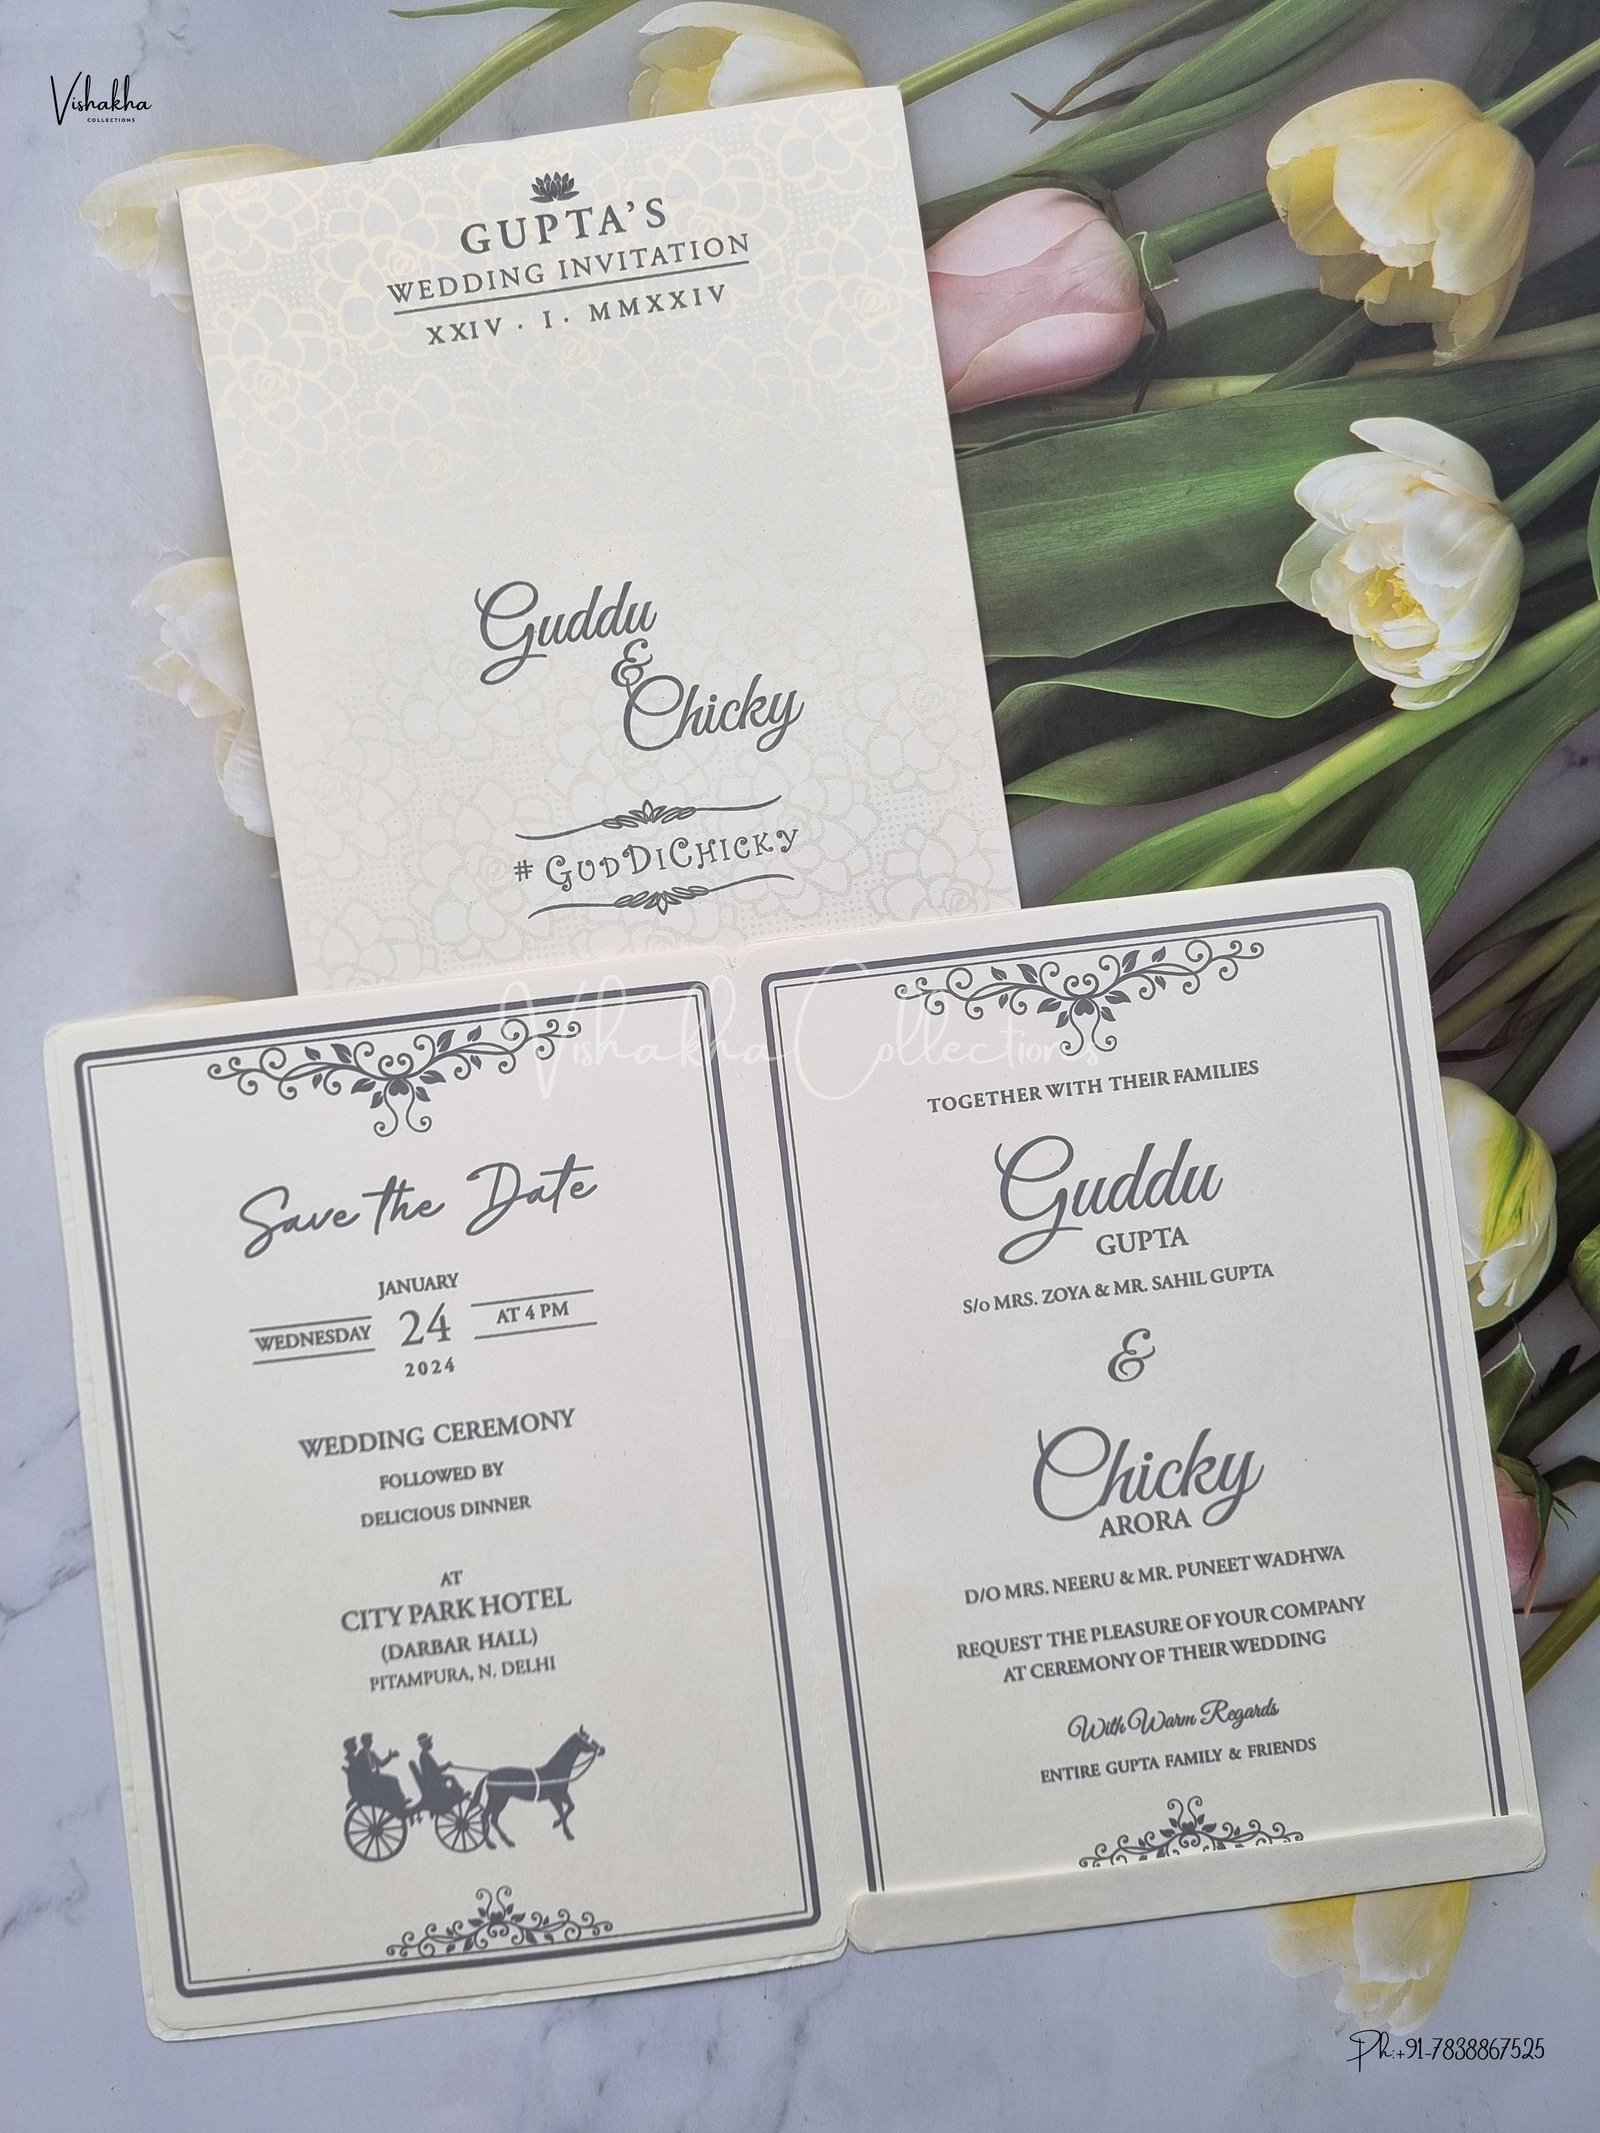 Vishakha
COLLECTIONS
GUPTA'S
WEDDING INVITATION
XXIV . I . MMXXIV
Guddu
&
Chicky
# GUDDICHICKY
Vishakha Collections
Save the Date
JANUARY
WEDNESDAY 24 AT 4 PM
2024
WEDDING CEREMONY
FOLLOWED BY
DELICIOUS DINNER
AT
CITY PARK HOTEL
(DARBAR HALL)
PITAMPURA, N. DELHI
TOGETHER WITH THEIR FAMILIES
Guddu
GUPTA
S/o MRS. ZOYA & MR. SAHIL GUPTA
&
Chicky
ARORA
D/O MRS. NEERU & MR. PUNEET WADHWA
REQUEST THE PLEASURE OF YOUR COMPANY
AT CEREMONY OF THEIR WEDDING
With Warm Regards
ENTIRE GUPTA FAMILY & FRIENDS
Ph:+91-7838867525